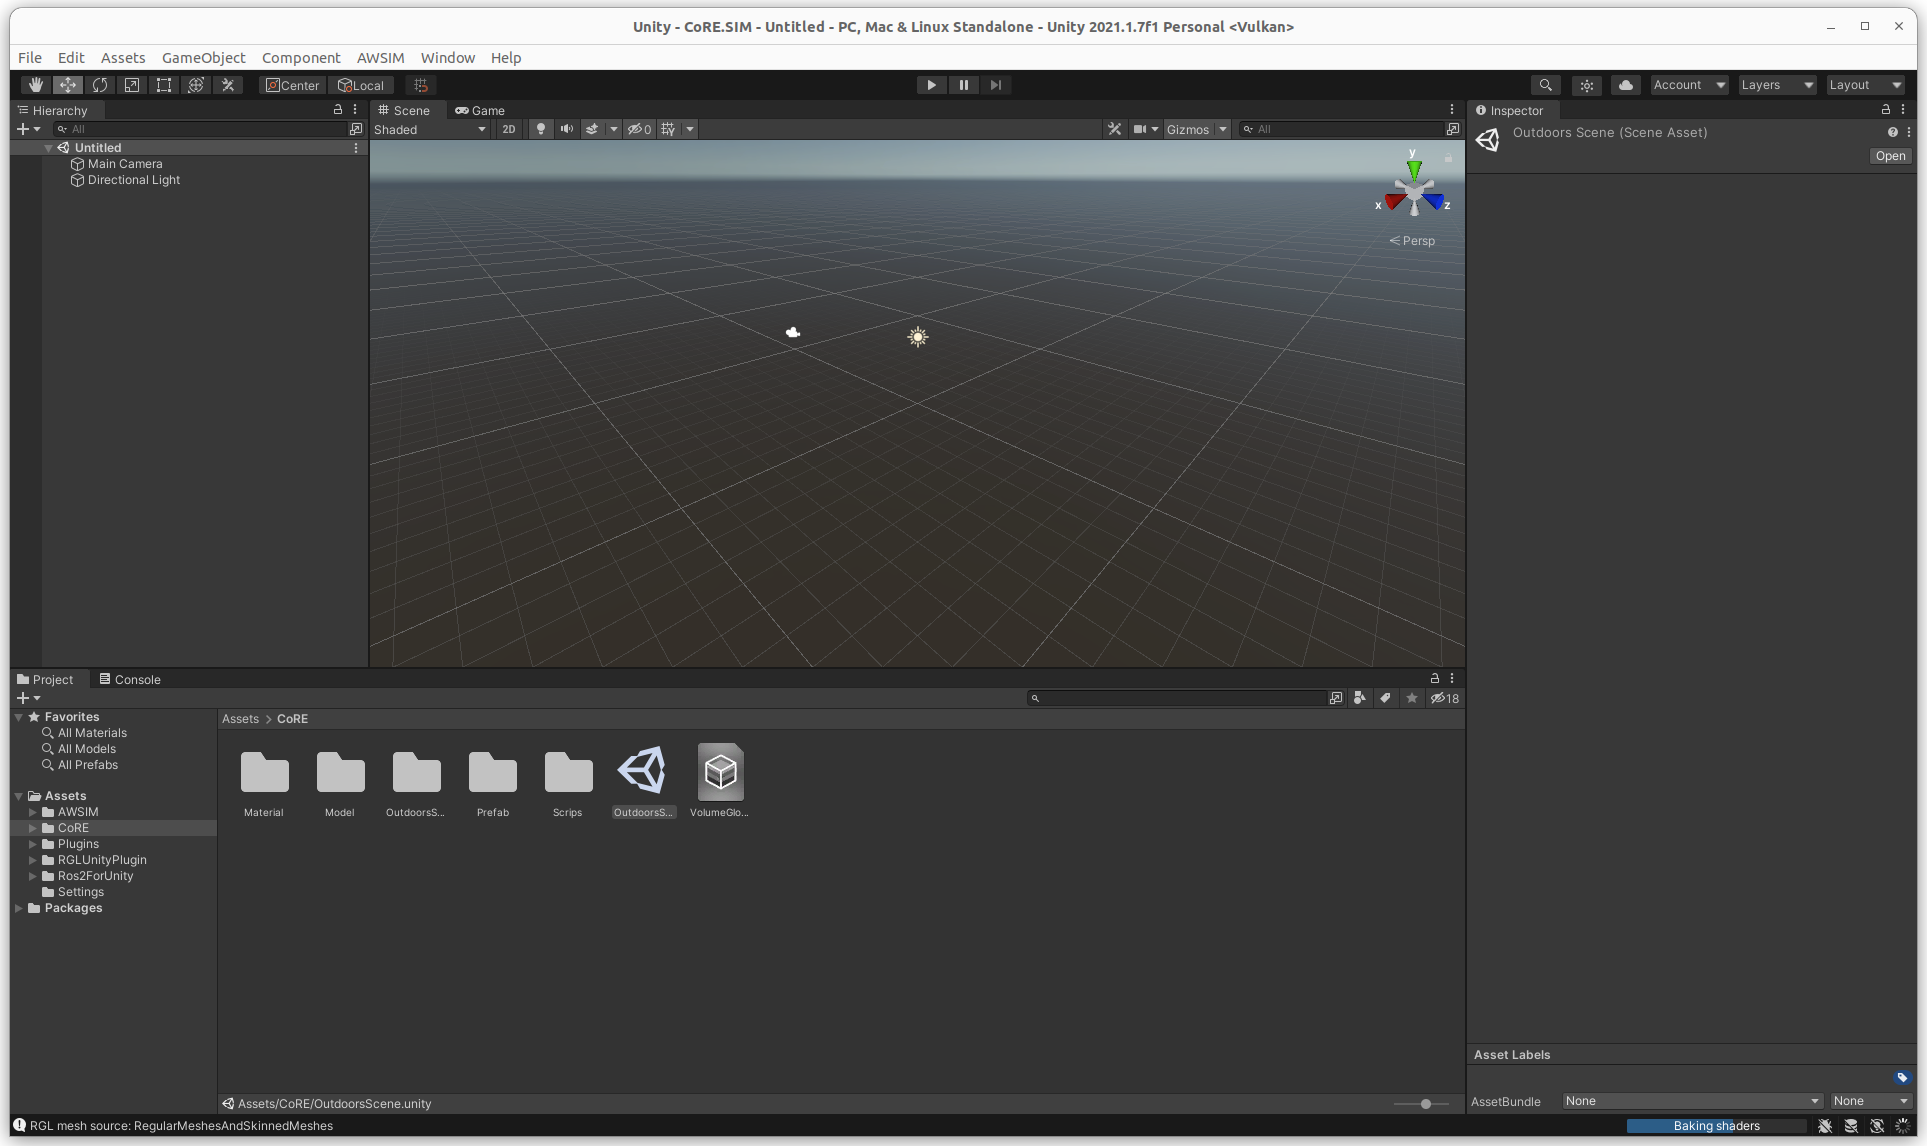 Unity - CoRE.SIM - Untitled - PC, Mac & Linux Standalone - Unity 2021.1.7f1 Personal <Vulkan>
File Edit Assets GameObject Component AWSIM Window Help
Center Local Account Layers Layout
Hierarchy
All
Untitled
Main Camera
Directional Light
Scene Game
Shaded 2D 0 Gizmos All
y
x z
Persp
Inspector
Outdoors Scene (Scene Asset)
Open
Project Console
18
Favorites
All Materials
All Models
All Prefabs
Assets
AWSIM
CoRE
Plugins
RGLUnityPlugin
Ros2ForUnity
Settings
Packages
Assets > CoRE
Material Model OutdoorsS... Prefab Scrips OutdoorsS... VolumeGlo...
Assets/CoRE/OutdoorsScene.unity
Asset Labels
AssetBundle None None
RGL mesh source: RegularMeshesAndSkinnedMeshes
Baking shaders